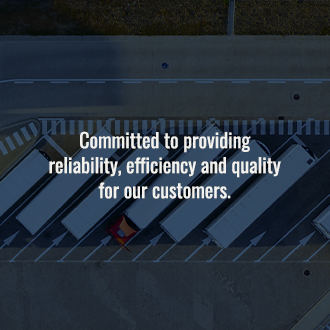 Committed to providing
reliability, efficiency and quality
for our customers.